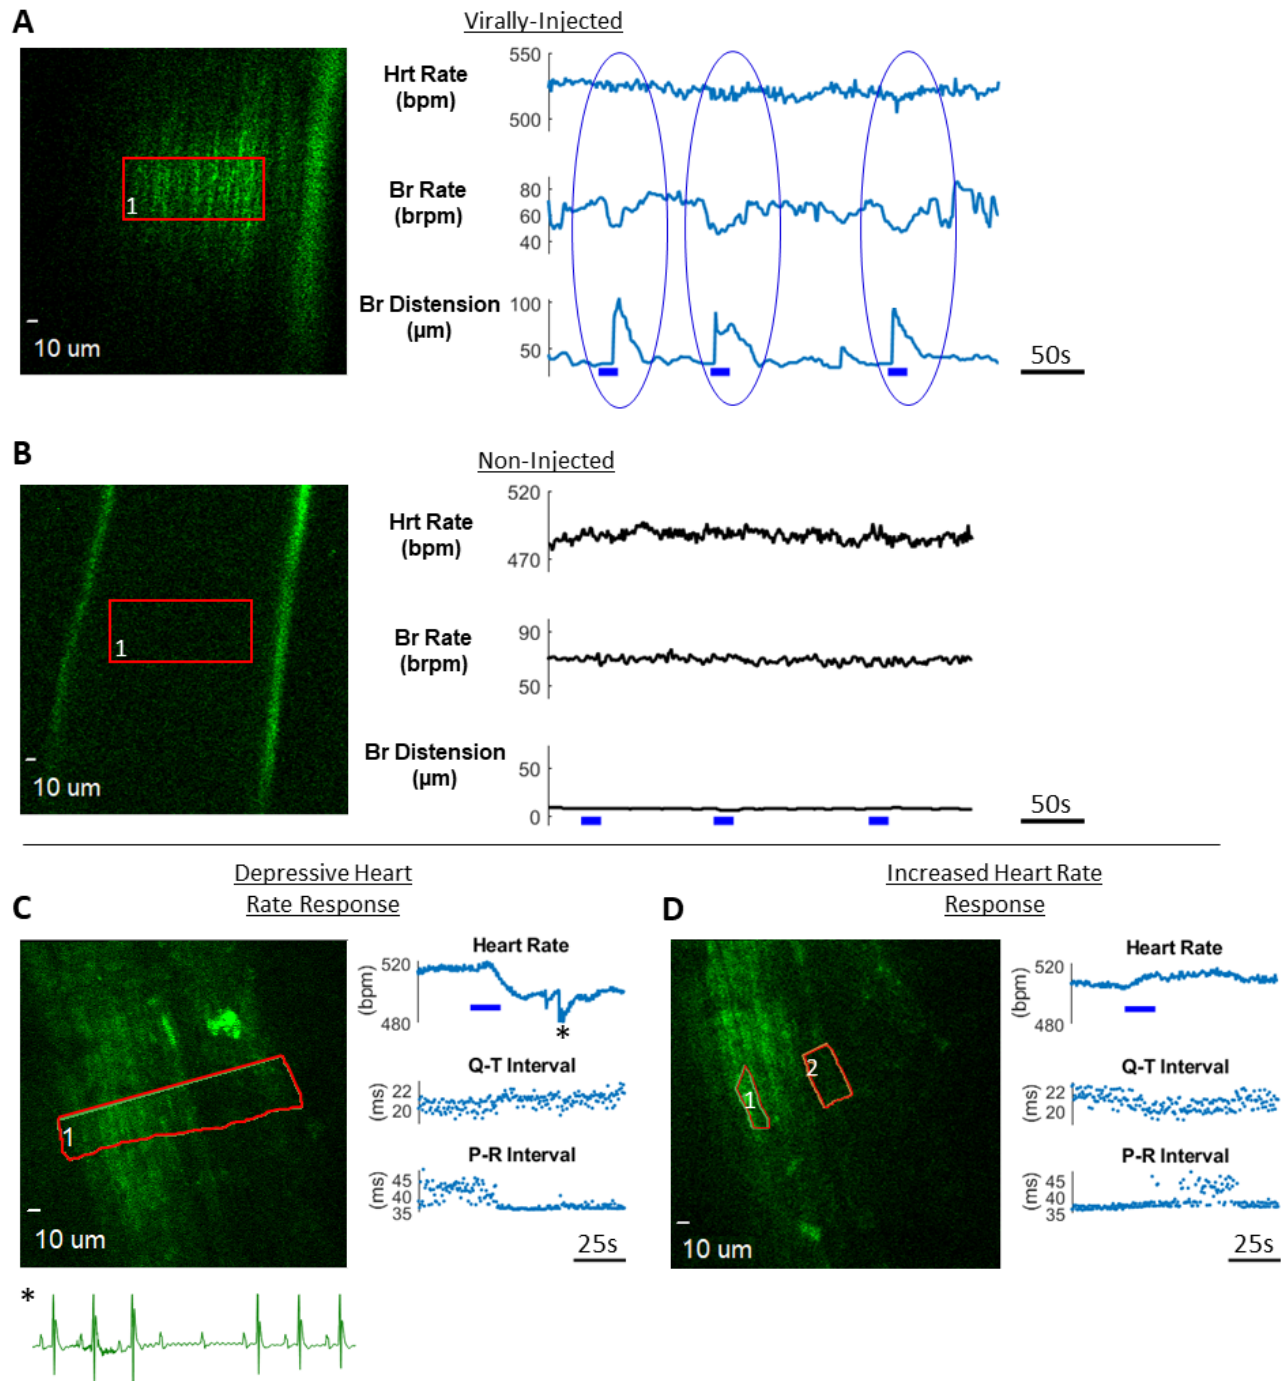 A
Virally-Injected
1
10 um
Hrt Rate
(bpm)
550
500
Br Rate
(brpm)
80
60
40
Br Distension
(µm)
100
50
50s
B
Non-Injected
1
10 um
Hrt Rate
(bpm)
520
470
Br Rate
(brpm)
90
50
Br Distension
(µm)
50
0
50s
C
Depressive Heart
Rate Response
1
10 um
Heart Rate
(bpm)
520
480
*
Q-T Interval
(ms)
22
20
P-R Interval
(ms)
45
40
35
25s
*
D
Increased Heart Rate
Response
1
2
10 um
Heart Rate
(bpm)
520
480
Q-T Interval
(ms)
22
20
P-R Interval
(ms)
45
40
35
25s